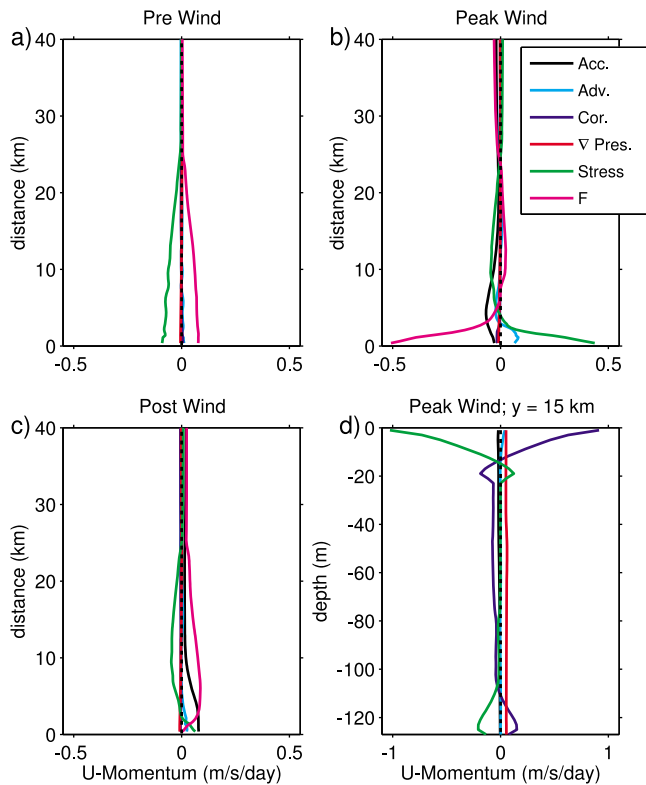 Pre Wind
Peak Wind
a)
b)
40
30
20
10
0
distance (km)
-0.5
0
0.5
40
30
20
10
0
distance (km)
-0.5
0
0.5
Acc.
Adv.
Cor.
∇ Pres.
Stress
F
Post Wind
Peak Wind; y = 15 km
c)
d)
40
30
20
10
0
distance (km)
-0.5
0
0.5
U-Momentum (m/s/day)
0
-20
-40
-60
-80
-100
-120
depth (m)
-1
0
1
U-Momentum (m/s/day)